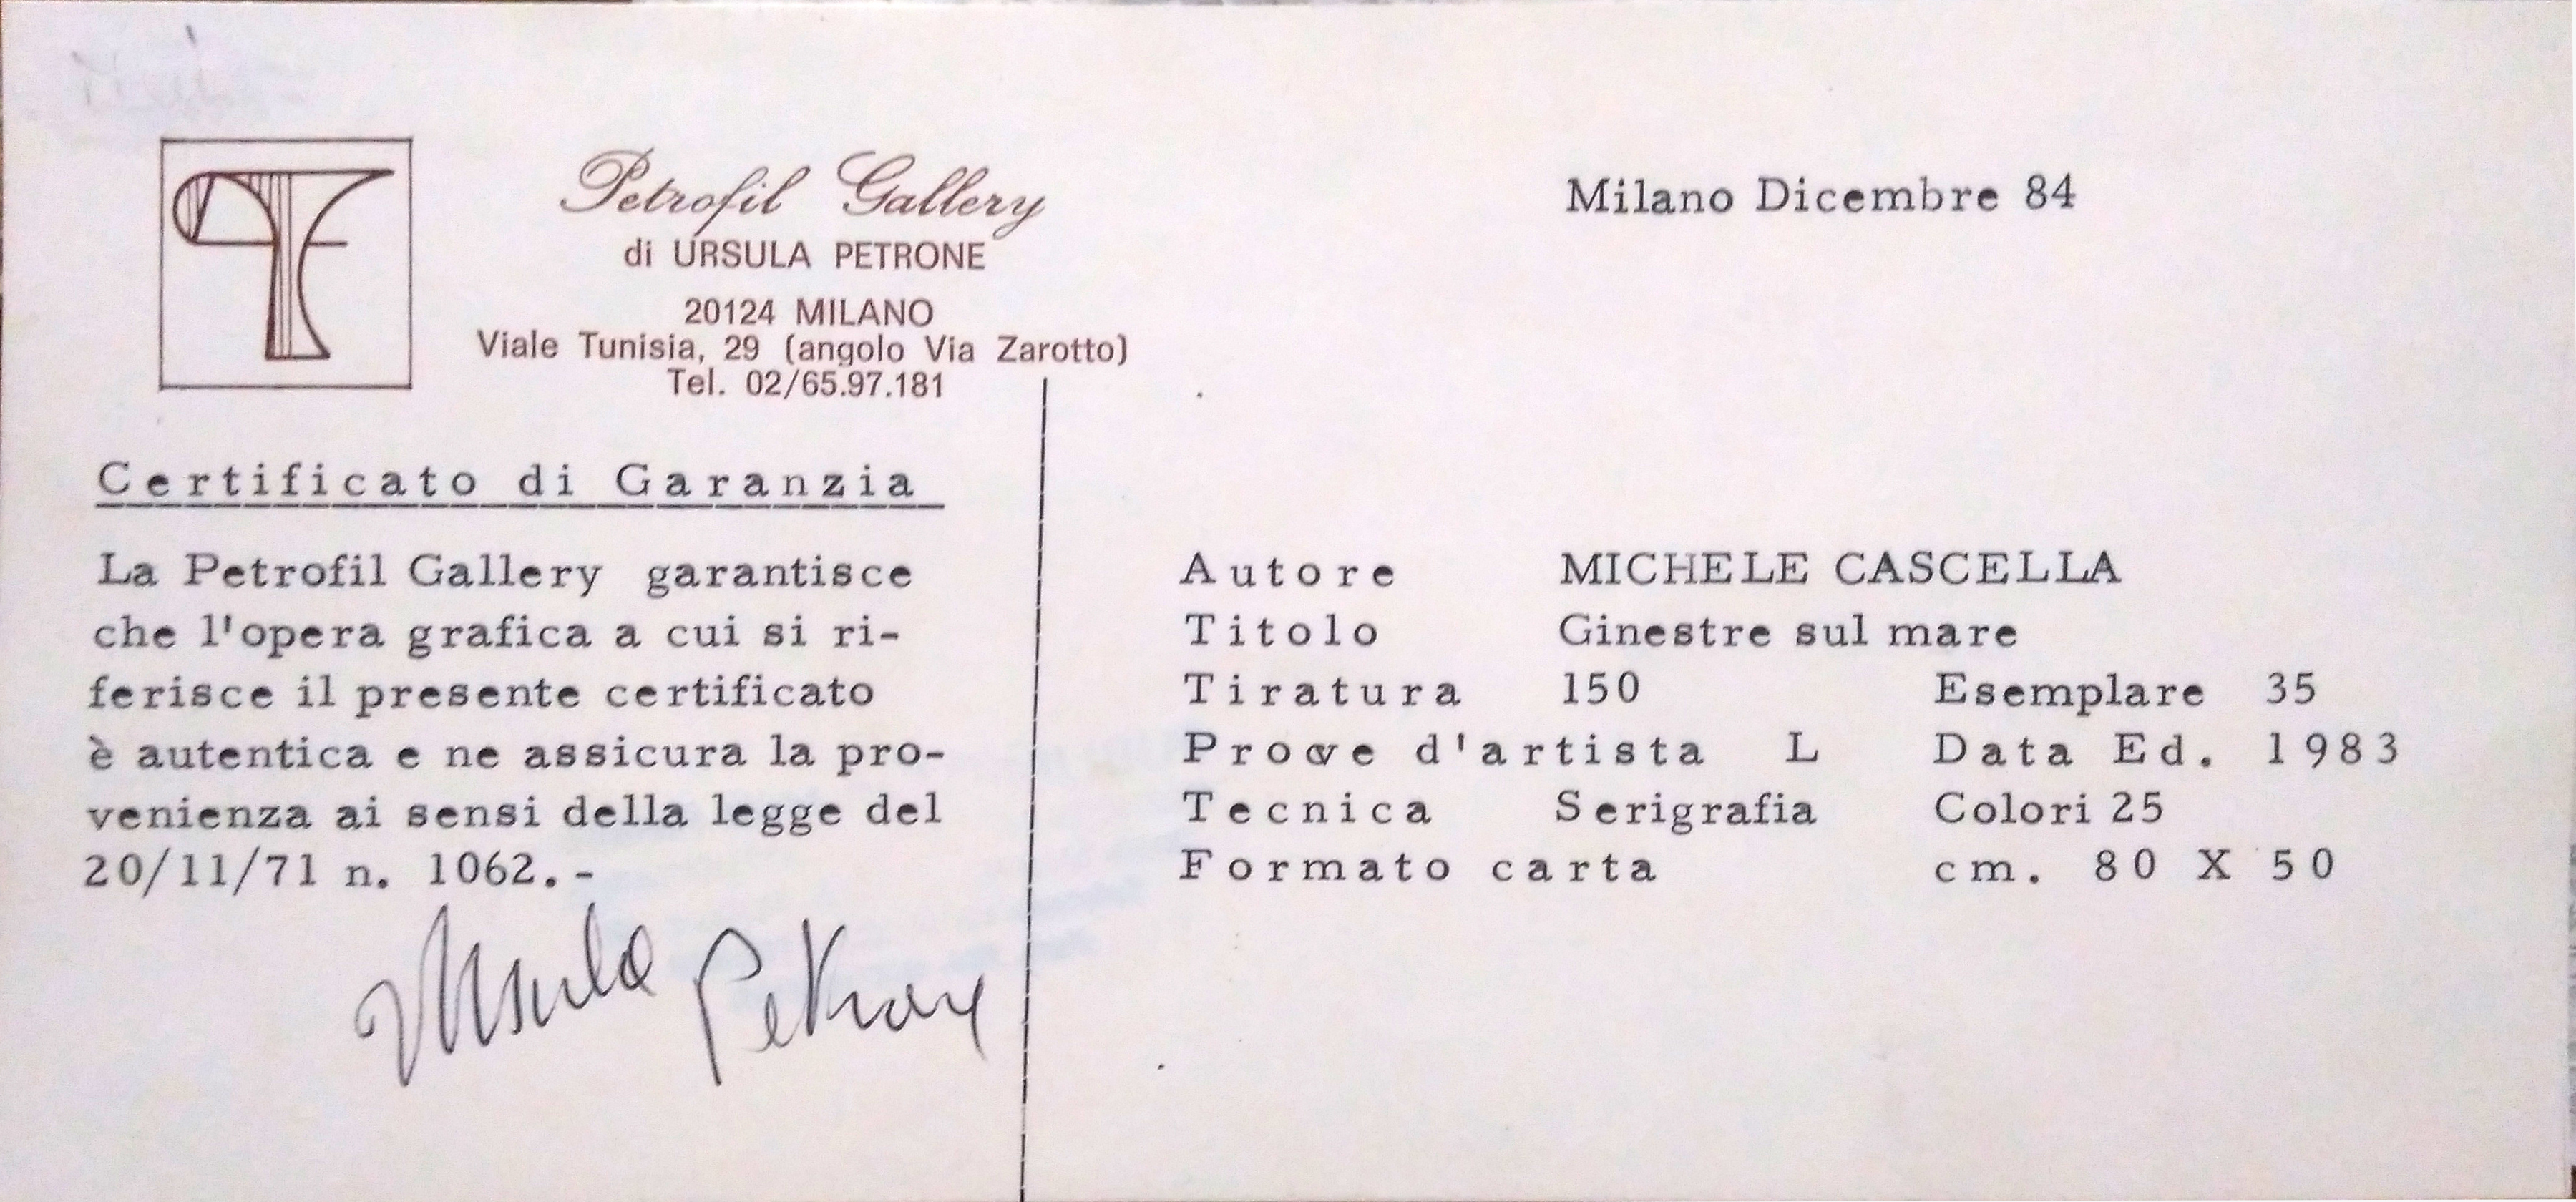 Petrofil Gallery
di URSULA PETRONE
20124 MILANO
Viale Tunisia, 29 (angolo Via Zarotto)
Tel. 02/65.97.181
Milano Dicembre 84
Certificato di Garanzia
La Petrofil Gallery garantisce
che l'opera grafica a cui si ri-
ferisce il presente certificato
è autentica e ne assicura la pro-
venienza ai sensi della legge del
20/11/71 n. 1062.-
Ursula Petrone
Autore MICHELE CASCELLA
Titolo Ginestre sul mare
Tiratura 150 Esemplare 35
Prove d'artista L Data Ed. 1983
Tecnica Serigrafia Colori 25
Formato carta cm. 80 X 50